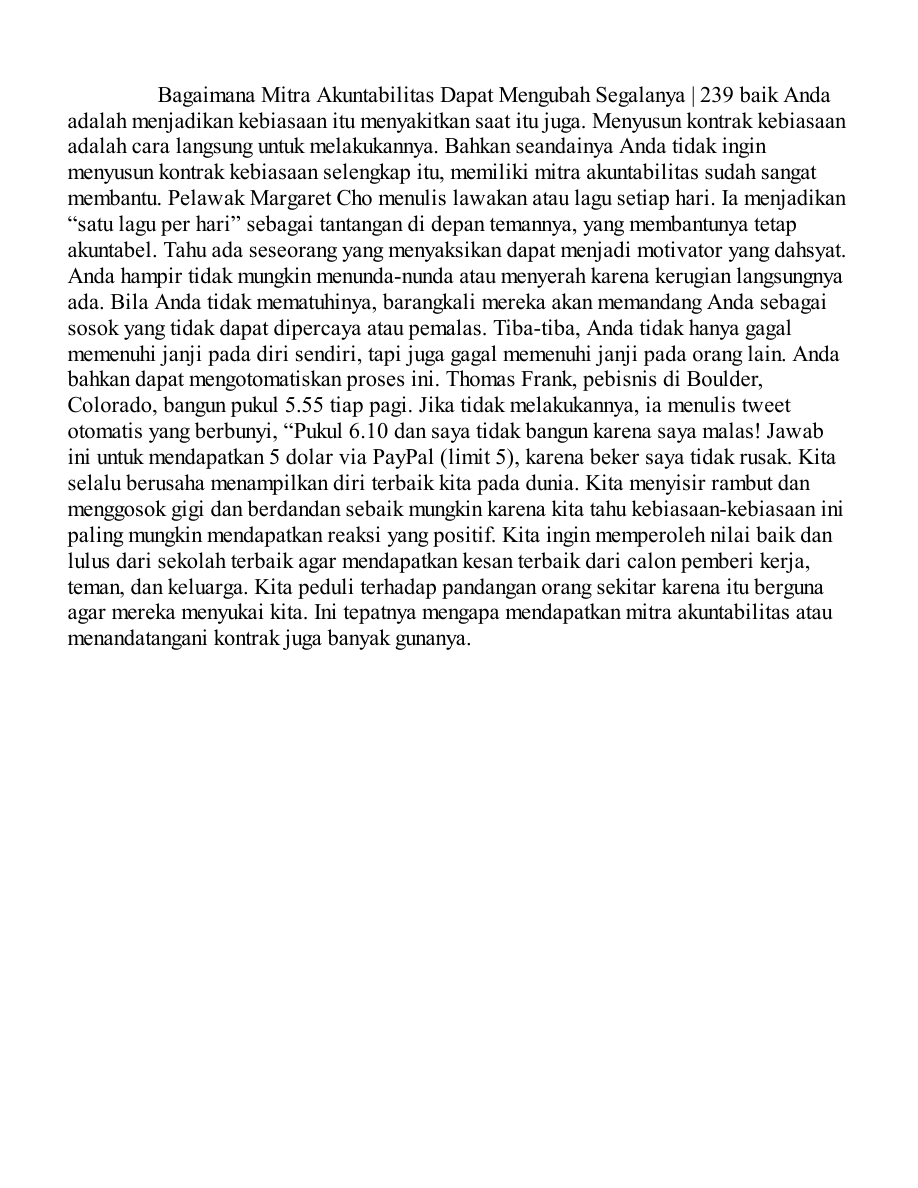 Bagaimana Mitra Akuntabilitas Dapat Mengubah Segalanya | 239 baik Anda
adalah menjadikan kebiasaan itu menyakitkan saat itu juga. Menyusun kontrak kebiasaan
adalah cara langsung untuk melakukannya. Bahkan seandainya Anda tidak ingin
menyusun kontrak kebiasaan selengkap itu, memiliki mitra akuntabilitas sudah sangat
membantu. Pelawak Margaret Cho menulis lawakan atau lagu setiap hari. Ia menjadikan
“satu lagu per hari” sebagai tantangan di depan temannya, yang membantunya tetap
akuntabel. Tahu ada seseorang yang menyaksikan dapat menjadi motivator yang dahsyat.
Anda hampir tidak mungkin menunda-nunda atau menyerah karena kerugian langsungnya
ada. Bila Anda tidak mematuhinya, barangkali mereka akan memandang Anda sebagai
sosok yang tidak dapat dipercaya atau pemalas. Tiba-tiba, Anda tidak hanya gagal
memenuhi janji pada diri sendiri, tapi juga gagal memenuhi janji pada orang lain. Anda
bahkan dapat mengotomatiskan proses ini. Thomas Frank, pebisnis di Boulder,
Colorado, bangun pukul 5.55 tiap pagi. Jika tidak melakukannya, ia menulis tweet
otomatis yang berbunyi, “Pukul 6.10 dan saya tidak bangun karena saya malas! Jawab
ini untuk mendapatkan 5 dolar via PayPal (limit 5), karena beker saya tidak rusak. Kita
selalu berusaha menampilkan diri terbaik kita pada dunia. Kita menyisir rambut dan
menggosok gigi dan berdandan sebaik mungkin karena kita tahu kebiasaan-kebiasaan ini
paling mungkin mendapatkan reaksi yang positif. Kita ingin memperoleh nilai baik dan
lulus dari sekolah terbaik agar mendapatkan kesan terbaik dari calon pemberi kerja,
teman, dan keluarga. Kita peduli terhadap pandangan orang sekitar karena itu berguna
agar mereka menyukai kita. Ini tepatnya mengapa mendapatkan mitra akuntabilitas atau
menandatangani kontrak juga banyak gunanya.